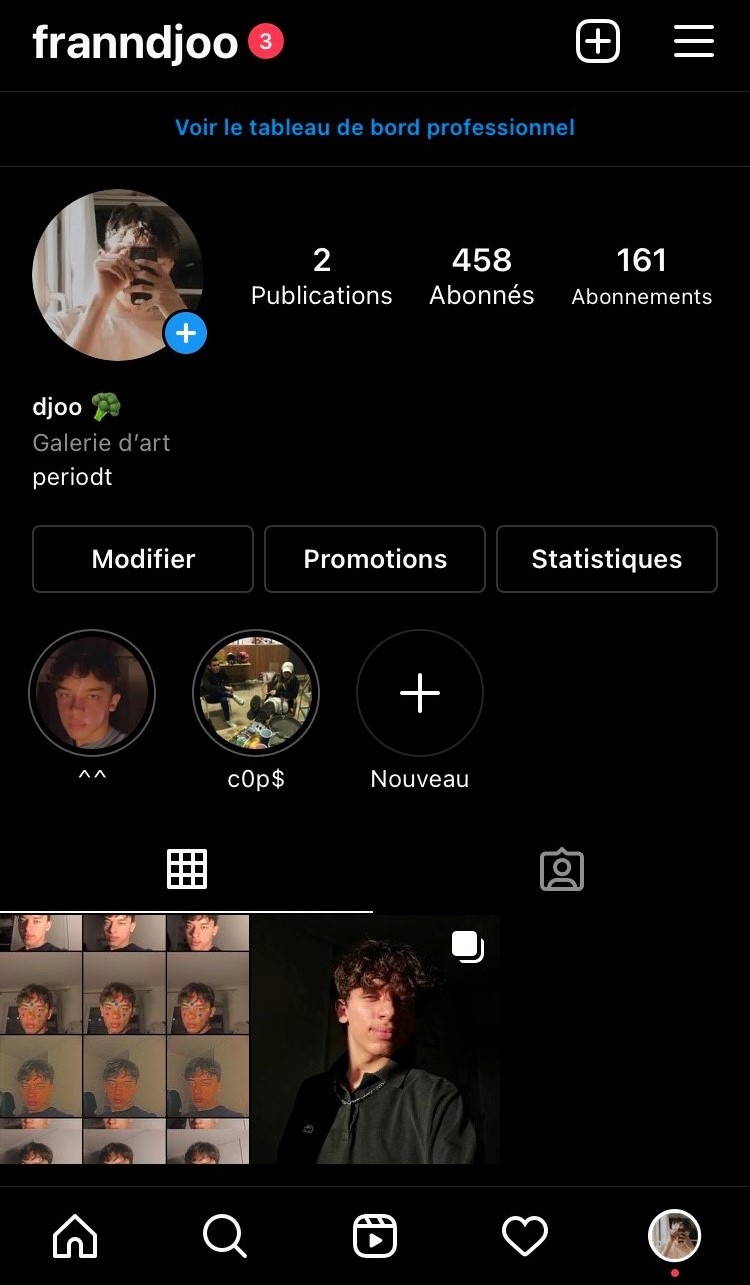 franndjoo 3
Voir le tableau de bord professionnel
2 458 161
Publications Abonnés Abonnements
djoo 🥦
Galerie d'art
periodt
Modifier Promotions Statistiques
^^ c0p$ Nouveau